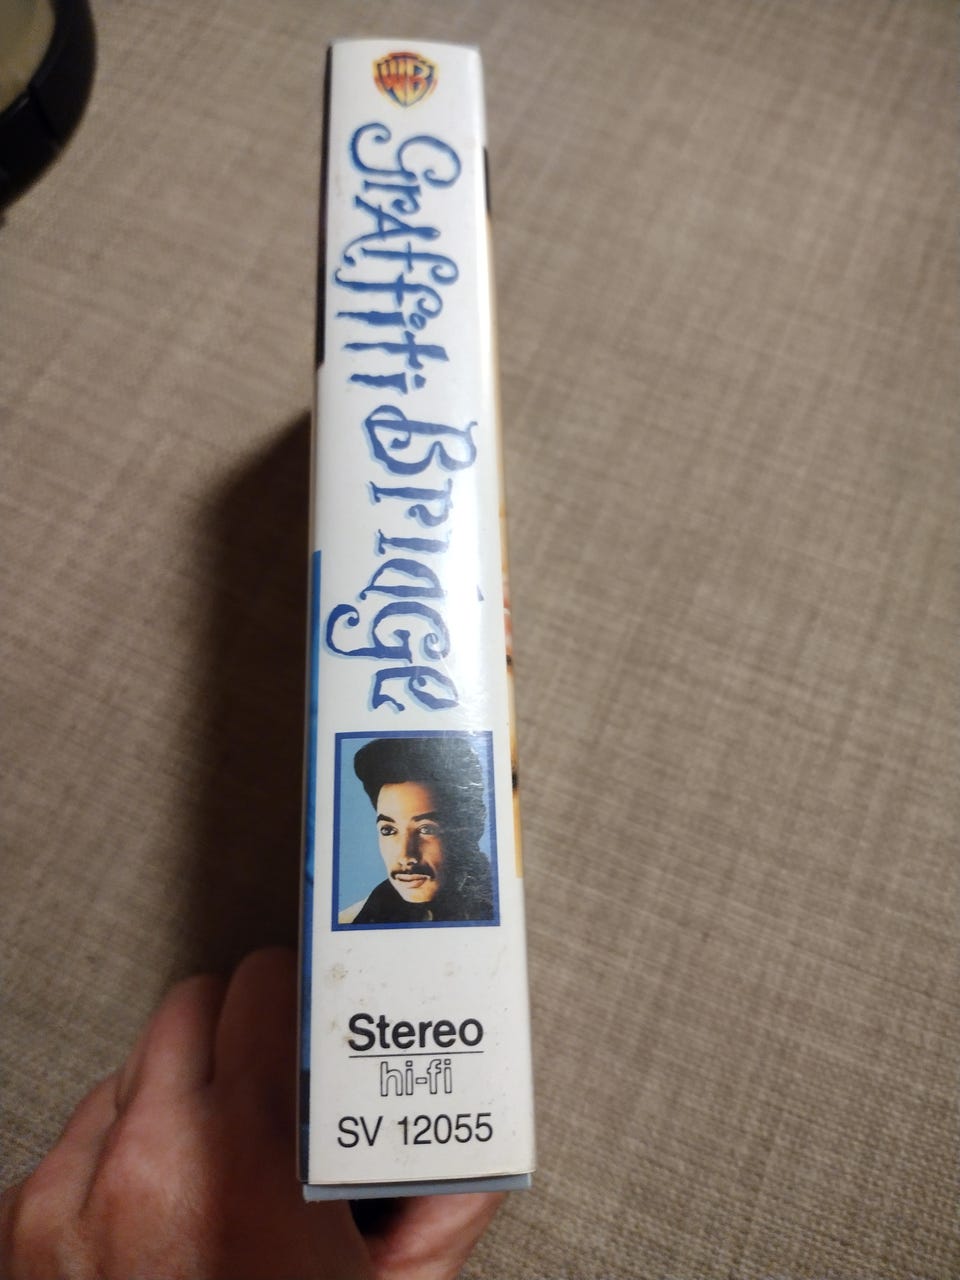 WB
Graffiti Bridge
Stereo
hi-fi
SV 12055